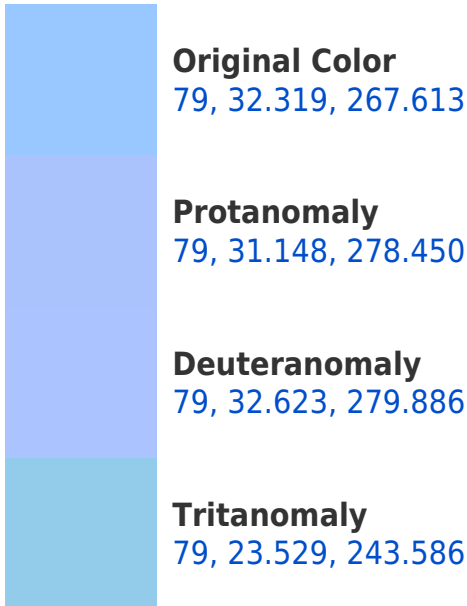 Original Color
79, 32.319, 267.613
Protanomaly
79, 31.148, 278.450
Deuteranomaly
79, 32.623, 279.886
Tritanomaly
79, 23.529, 243.586